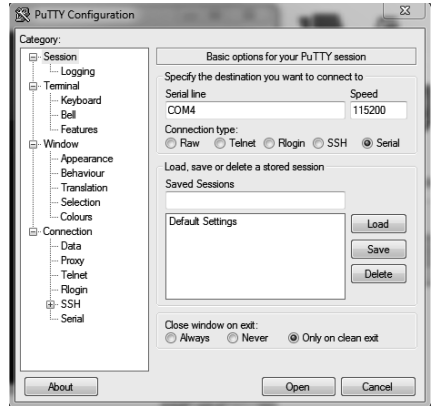 PuTTY Configuration
Category:
Session
Logging
Terminal
Keyboard
Bell
Features
Window
Appearance
Behaviour
Translation
Selection
Colours
Connection
Data
Proxy
Telnet
Rlogin
SSH
Serial
Basic options for your PuTTY session
Specify the destination you want to connect to
Serial line Speed
COM4 115200
Connection type:
Raw Telnet Rlogin SSH Serial
Load, save or delete a stored session
Saved Sessions
Default Settings
Load
Save
Delete
Close window on exit:
Always Never Only on clean exit
About Open Cancel